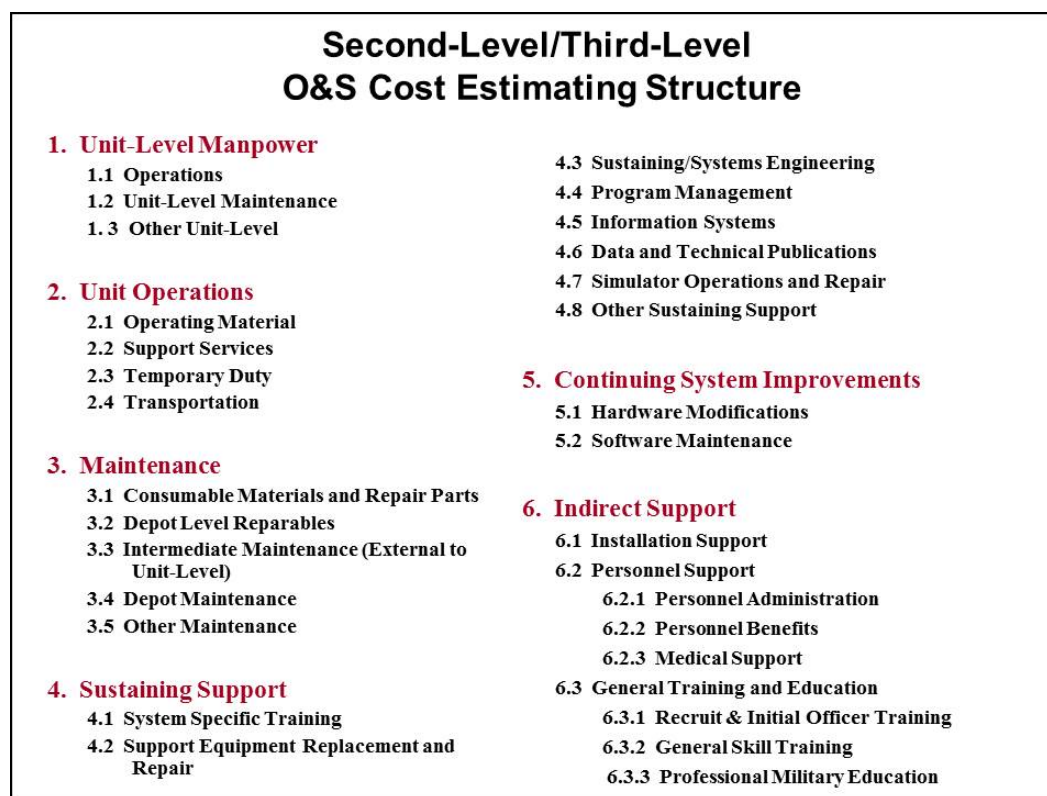 Second-Level/Third-Level
O&S Cost Estimating Structure
1. Unit-Level Manpower
1.1 Operations
1.2 Unit-Level Maintenance
1. 3 Other Unit-Level
2. Unit Operations
2.1 Operating Material
2.2 Support Services
2.3 Temporary Duty
2.4 Transportation
3. Maintenance
3.1 Consumable Materials and Repair Parts
3.2 Depot Level Reparables
3.3 Intermediate Maintenance (External to
Unit-Level)
3.4 Depot Maintenance
3.5 Other Maintenance
4. Sustaining Support
4.1 System Specific Training
4.2 Support Equipment Replacement and
Repair
4.3 Sustaining/Systems Engineering
4.4 Program Management
4.5 Information Systems
4.6 Data and Technical Publications
4.7 Simulator Operations and Repair
4.8 Other Sustaining Support
5. Continuing System Improvements
5.1 Hardware Modifications
5.2 Software Maintenance
6. Indirect Support
6.1 Installation Support
6.2 Personnel Support
6.2.1 Personnel Administration
6.2.2 Personnel Benefits
6.2.3 Medical Support
6.3 General Training and Education
6.3.1 Recruit & Initial Officer Training
6.3.2 General Skill Training
6.3.3 Professional Military Education